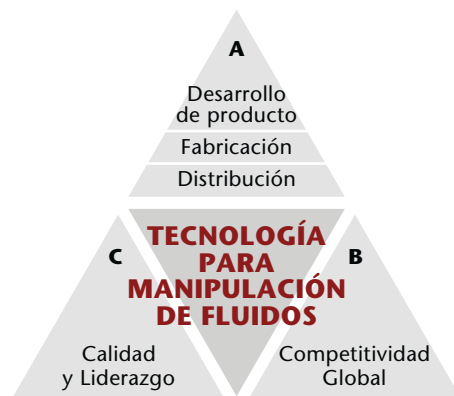 A
Desarrollo
de producto
Fabricación
Distribución
TECNOLOGÍA
PARA
MANIPULACIÓN
DE FLUIDOS
C
Calidad
y Liderazgo
B
Competitividad
Global